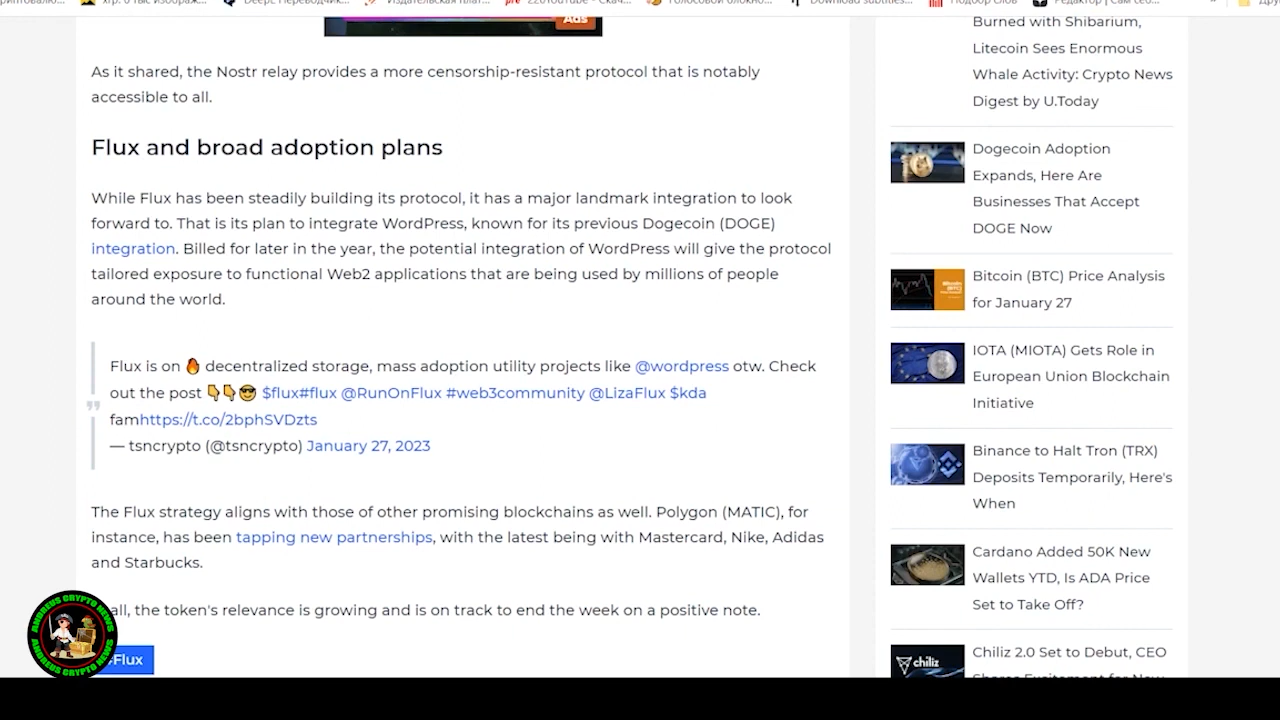 Ads
As it shared, the Nostr relay provides a more censorship-resistant protocol that is notably
accessible to all.
Flux and broad adoption plans
While Flux has been steadily building its protocol, it has a major landmark integration to look
forward to. That is its plan to integrate WordPress, known for its previous Dogecoin (DOGE)
integration. Billed for later in the year, the potential integration of WordPress will give the protocol
tailored exposure to functional Web2 applications that are being used by millions of people
around the world.
Flux is on 🔥 decentralized storage, mass adoption utility projects like @wordpress otw. Check
out the post 👇👇😎 $flux#flux @RunOnFlux #web3community @LizaFlux $kda
famhttps://t.co/2bphSVDzts
— tsncrypto (@tsncrypto) January 27, 2023
The Flux strategy aligns with those of other promising blockchains as well. Polygon (MATIC), for
instance, has been tapping new partnerships, with the latest being with Mastercard, Nike, Adidas
and Starbucks.
all, the token's relevance is growing and is on track to end the week on a positive note.
Flux
ANDREUS CRYPTO NEWS
ANDREUS CRYPTO NEWS
Burned with Shibarium,
Litecoin Sees Enormous
Whale Activity: Crypto News
Digest by U.Today
Dogecoin Adoption
Expands, Here Are
Businesses That Accept
DOGE Now
Bitcoin (BTC) Price Analysis
for January 27
IOTA (MIOTA) Gets Role in
European Union Blockchain
Initiative
Binance to Halt Tron (TRX)
Deposits Temporarily, Here's
When
Cardano Added 50K New
Wallets YTD, Is ADA Price
Set to Take Off?
chiliz
Chiliz 2.0 Set to Debut, CEO